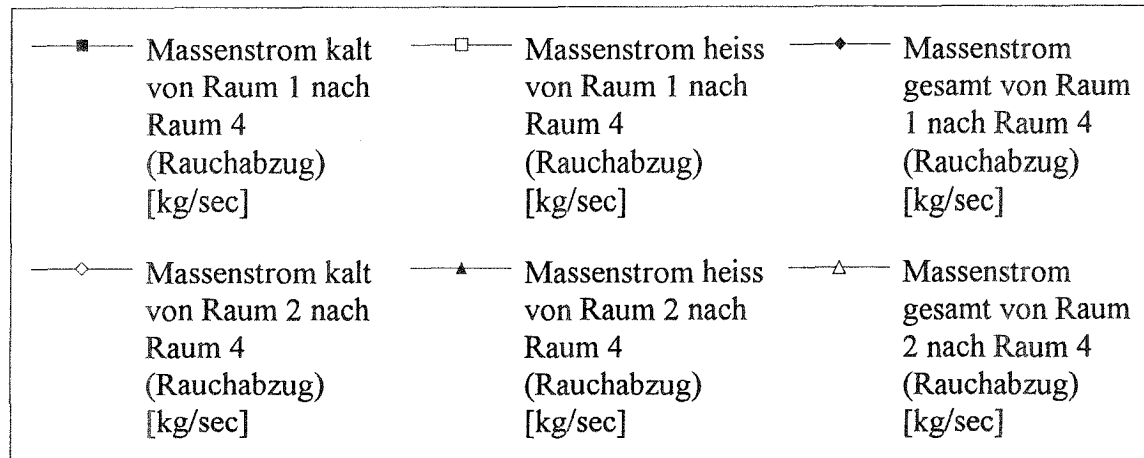 Massenstrom kalt
von Raum 1 nach
Raum 4
(Rauchabzug)
[kg/sec]
Massenstrom heiss
von Raum 1 nach
Raum 4
(Rauchabzug)
[kg/sec]
Massenstrom
gesamt von Raum
1 nach Raum 4
(Rauchabzug)
[kg/sec]
Massenstrom kalt
von Raum 2 nach
Raum 4
(Rauchabzug)
[kg/sec]
Massenstrom heiss
von Raum 2 nach
Raum 4
(Rauchabzug)
[kg/sec]
Massenstrom
gesamt von Raum
2 nach Raum 4
(Rauchabzug)
[kg/sec]